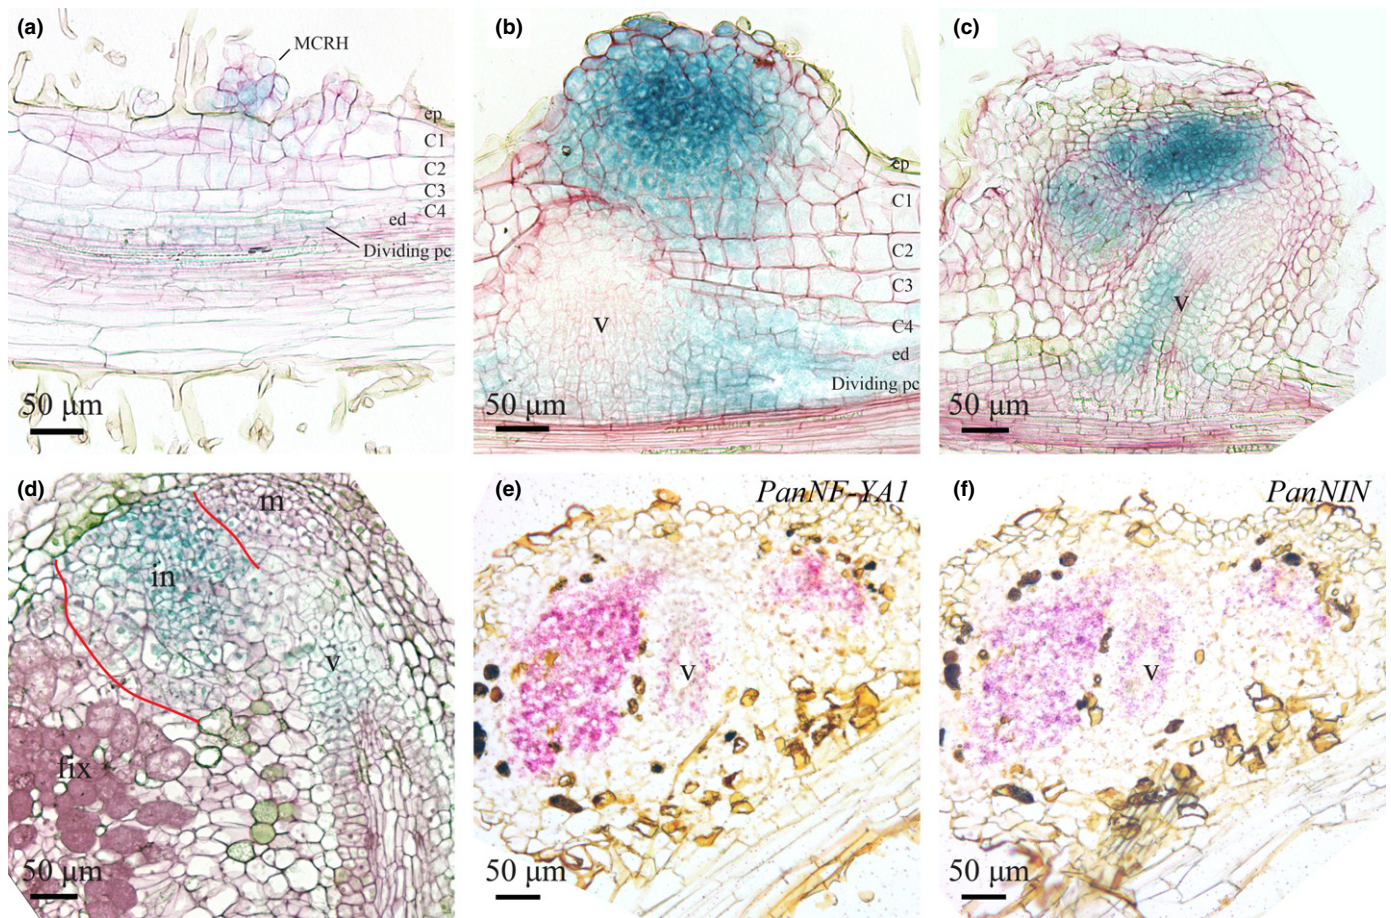 (a)
MCRH
ep
C1
C2
C3
C4
ed
Dividing pc
50 µm
(b)
ep
C1
C2
C3
C4
ed
Dividing pc
v
50 µm
(c)
v
50 µm
(d)
m
in
v
fix
50 µm
(e)
PanNF-YA1
v
50 µm
(f)
PanNIN
v
50 µm